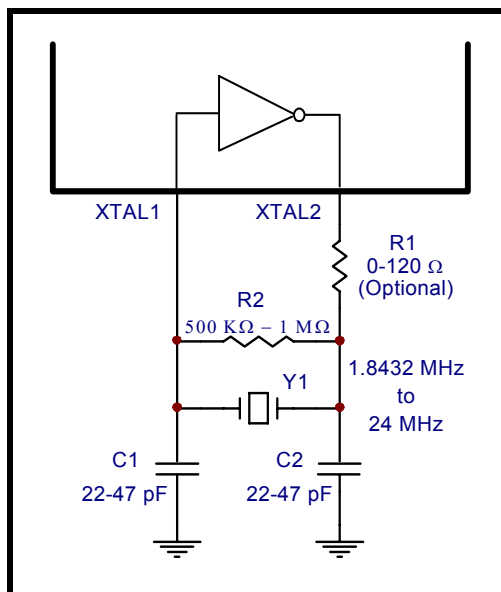 XTAL1
XTAL2
R1
0-120 Ω
(Optional)
R2
500 KΩ – 1 MΩ
Y1
1.8432 MHz
to
24 MHz
C1
22-47 pF
C2
22-47 pF